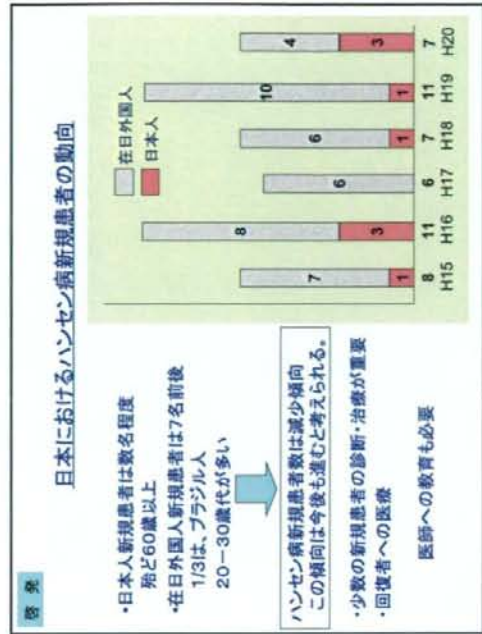 啓発
日本におけるハンセン病新規患者の動向
・日本人新規患者は数名程度
殆ど60歳以上
・在日外国人新規患者は7名前後
1/3は、ブラジル人
20－30歳代が多い
ハンセン病新規患者数は減少傾向
この傾向は今後も進むと考えられる。
・少数の新規患者の診断・治療が重要
・回復者への医療
医師への教育も必要
在日外国人
日本人
7 8 6 6 10 4
1 3 1 1 3
8 11 6 7 11 7
H15 H16 H17 H18 H19 H20